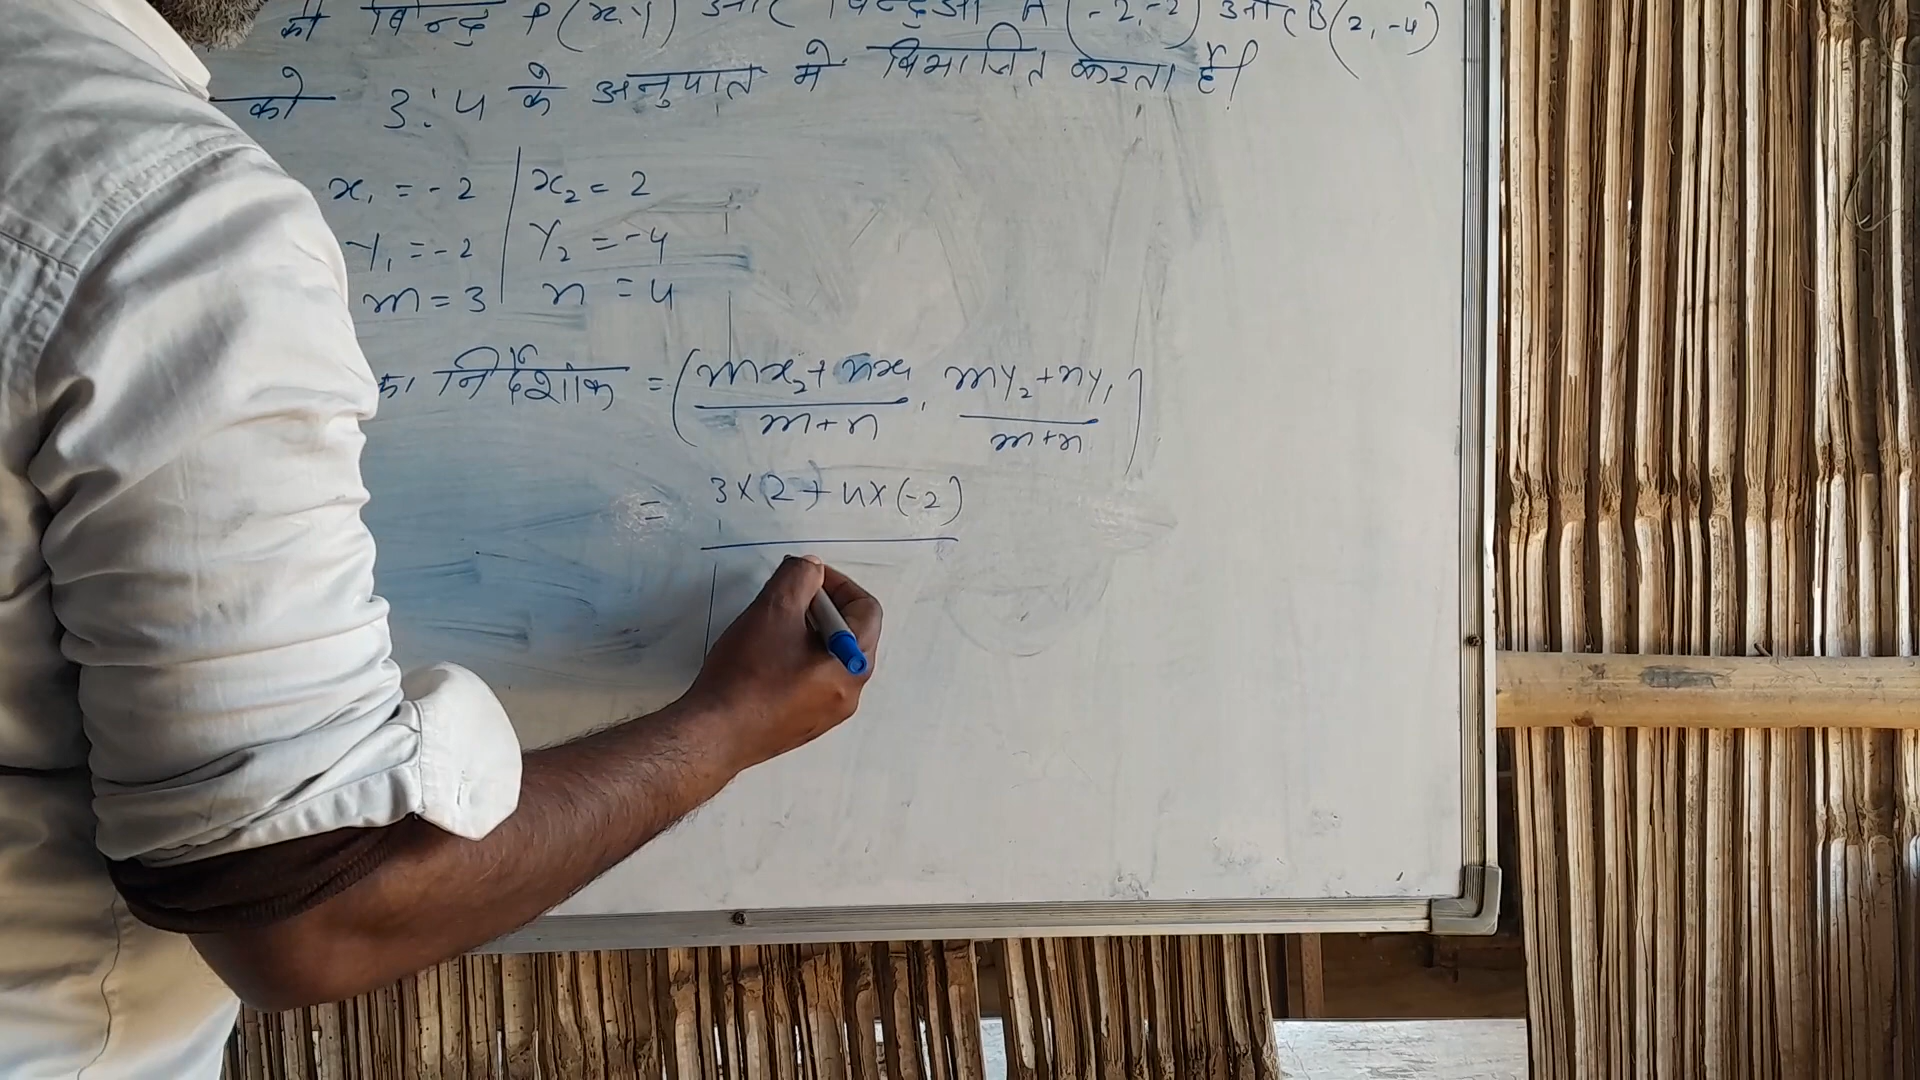 की बिन्दु P(x,y) और बिन्दुओ A(-2,-2) और B(2,-4)
को 3:4 के अनुपात मे विभाजित करता है।
x₁ = -2 | x₂ = 2
y₁ = -2 | y₂ = -4
m = 3 | n = 4
का निर्देशांक = (mx₂+nx₁/m+n, my₂+ny₁/m+n)
= 3×(2)+4×(-2)